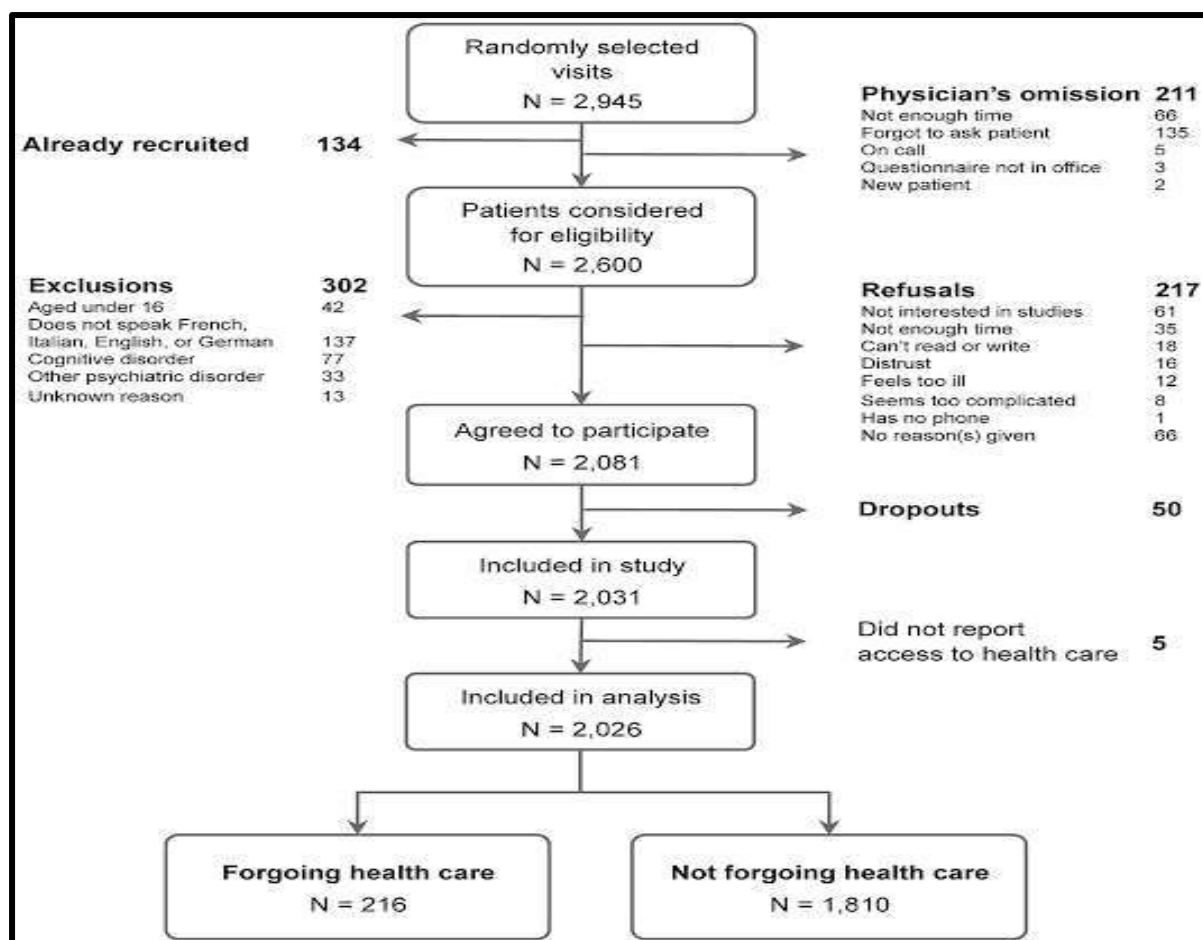 Randomly selected
visits
N = 2,945
Already recruited 134
Physician's omission 211
Not enough time 66
Forgot to ask patient 135
On call 5
Questionnaire not in office 3
New patient 2
Patients considered
for eligibility
N = 2,600
Exclusions 302
Aged under 16 42
Does not speak French,
Italian, English, or German 137
Cognitive disorder 77
Other psychiatric disorder 33
Unknown reason 13
Refusals 217
Not interested in studies 61
Not enough time 35
Can't read or write 18
Distrust 16
Feels too ill 12
Seems too complicated 8
Has no phone 1
No reason(s) given 66
Agreed to participate
N = 2,081
Dropouts 50
Included in study
N = 2,031
Did not report
access to health care 5
Included in analysis
N = 2,026
Forgoing health care
N = 216
Not forgoing health care
N = 1,810